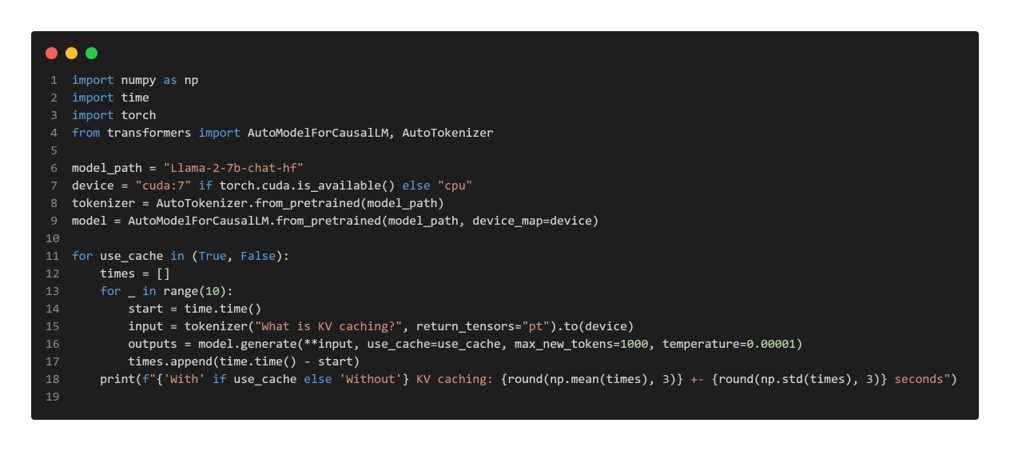 1 import numpy as np
2 import time
3 import torch
4 from transformers import AutoModelForCausalLM, AutoTokenizer
5
6 model_path = "Llama-2-7b-chat-hf"
7 device = "cuda:7" if torch.cuda.is_available() else "cpu"
8 tokenizer = AutoTokenizer.from_pretrained(model_path)
9 model = AutoModelForCausalLM.from_pretrained(model_path, device_map=device)
10
11 for use_cache in (True, False):
12     times = []
13     for _ in range(10):
14         start = time.time()
15         input = tokenizer("What is KV caching?", return_tensors="pt").to(device)
16         outputs = model.generate(**input, use_cache=use_cache, max_new_tokens=1000, temperature=0.00001)
17         times.append(time.time() - start)
18     print(f"{'With' if use_cache else 'Without'} KV caching: {round(np.mean(times), 3)} +- {round(np.std(times), 3)} seconds")
19